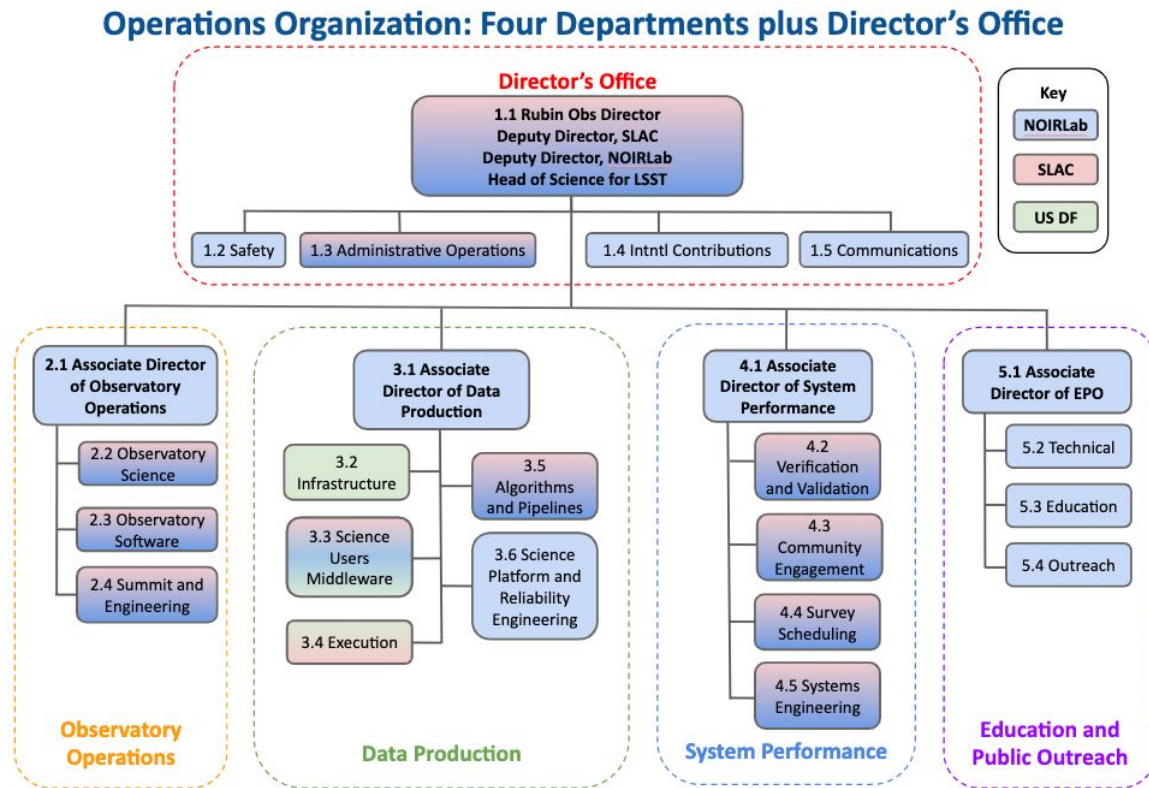 Operations Organization: Four Departments plus Director's Office
Director's Office
1.1 Rubin Obs Director
Deputy Director, SLAC
Deputy Director, NOIRLab
Head of Science for LSST
Key
NOIRLab
SLAC
US DF
1.2 Safety
1.3 Administrative Operations
1.4 Intntl Contributions
1.5 Communications
2.1 Associate Director
of Observatory
Operations
2.2 Observatory
Science
2.3 Observatory
Software
2.4 Summit and
Engineering
Observatory
Operations
3.1 Associate
Director of Data
Production
3.2
Infrastructure
3.3 Science
Users
Middleware
3.4 Execution
3.5
Algorithms
and Pipelines
3.6 Science
Platform and
Reliability
Engineering
Data Production
4.1 Associate
Director of System
Performance
4.2
Verification
and Validation
4.3
Community
Engagement
4.4 Survey
Scheduling
4.5 Systems
Engineering
System Performance
5.1 Associate
Director of EPO
5.2 Technical
5.3 Education
5.4 Outreach
Education and
Public Outreach